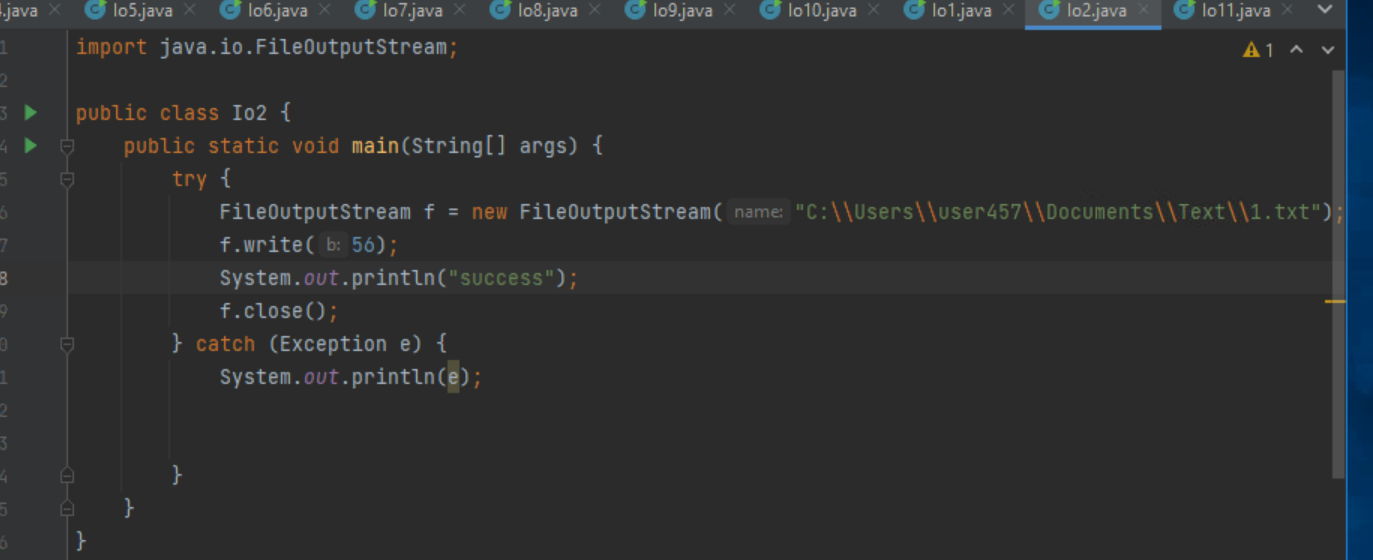 .java Io5.java Io6.java Io7.java Io8.java Io9.java Io10.java Io1.java Io2.java Io11.java
1 import java.io.FileOutputStream; 1
2
3 public class Io2 {
4 public static void main(String[] args) {
5 try {
6 FileOutputStream f = new FileOutputStream( name: "C:\\Users\\user457\\Documents\\Text\\1.txt");
7 f.write( b: 56);
8 System.out.println("success");
9 f.close();
0 } catch (Exception e) {
1 System.out.println(e);
2
3
4 }
5 }
6 }